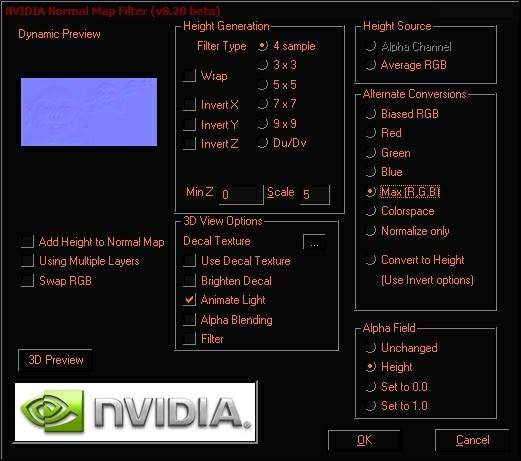 NVIDIA Normal Map Filter (v8.20 beta)
Dynamic Preview
Add Height to Normal Map
Using Multiple Layers
Swap RGB
3D Preview
NVIDIA.
Height Generation
Filter Type
4 sample
3 x 3
5 x 5
7 x 7
9 x 9
Du/Dv
Wrap
Invert X
Invert Y
Invert Z
Min Z 0 Scale 5
3D View Options
Decal Texture ...
Use Decal Texture
Brighten Decal
Animate Light
Alpha Blending
Filter
Height Source
Alpha Channel
Average RGB
Alternate Conversions
Biased RGB
Red
Green
Blue
Max (R,G,B)
Colorspace
Normalize only
Convert to Height
(Use Invert options)
Alpha Field
Unchanged
Height
Set to 0.0
Set to 1.0
OK Cancel